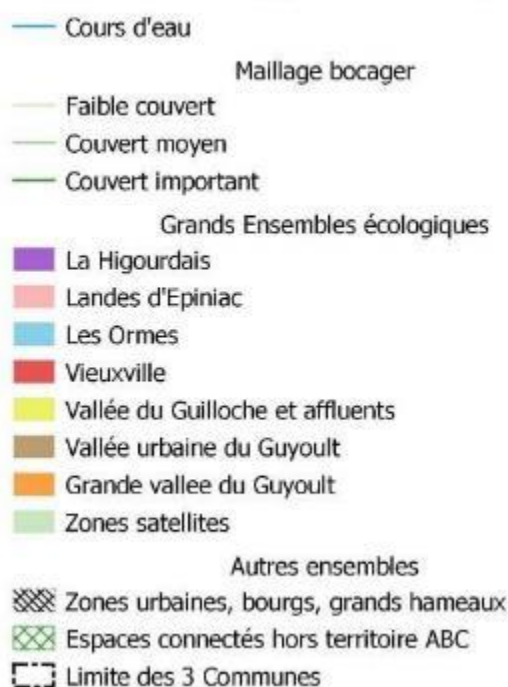 Cours d'eau
Maillage bocager
Faible couvert
Couvert moyen
Couvert important
Grands Ensembles écologiques
La Higourdais
Landes d'Epiniac
Les Ormes
Vieuxville
Vallée du Guilloche et affluents
Vallée urbaine du Guyoult
Grande vallee du Guyoult
Zones satellites
Autres ensembles
Zones urbaines, bourgs, grands hameaux
Espaces connectés hors territoire ABC
Limite des 3 Communes